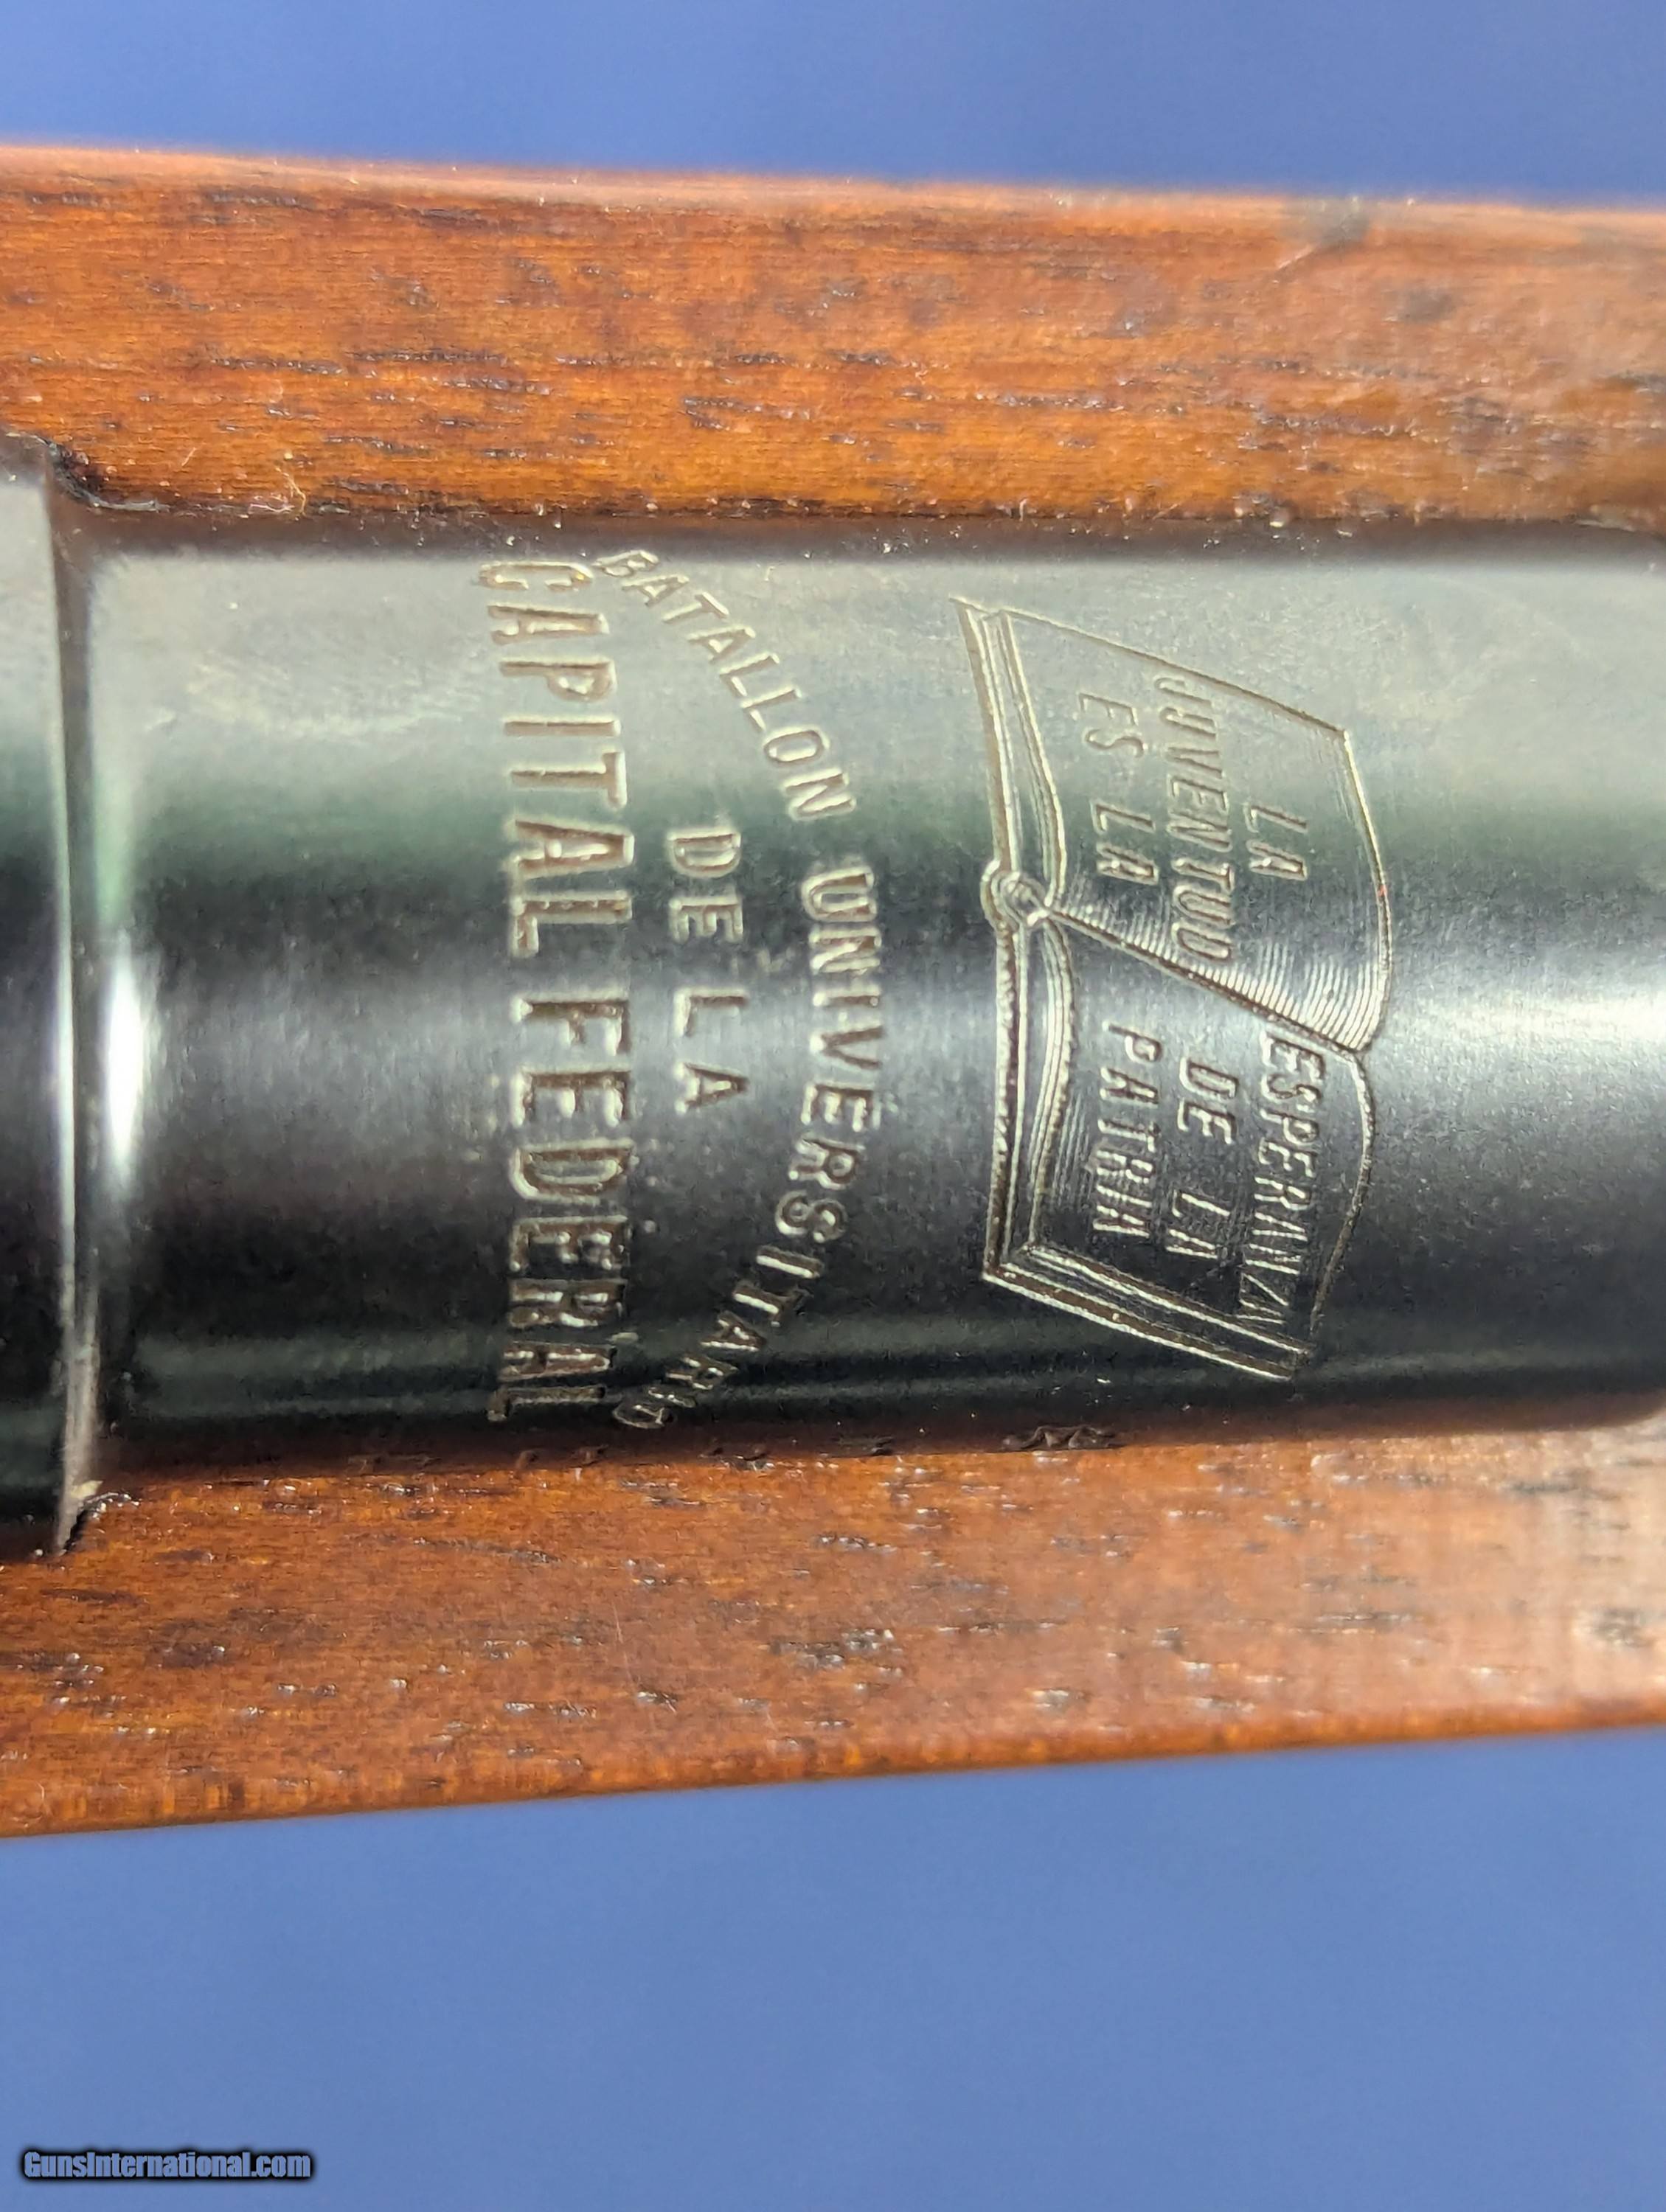 LA
JUVENTUD
ES LA
ESPERANZA
DE LA
PATRIA
BATALLON UNIVERSITARIO
DE LA
CAPITAL FEDERAL
GunsInternational.com